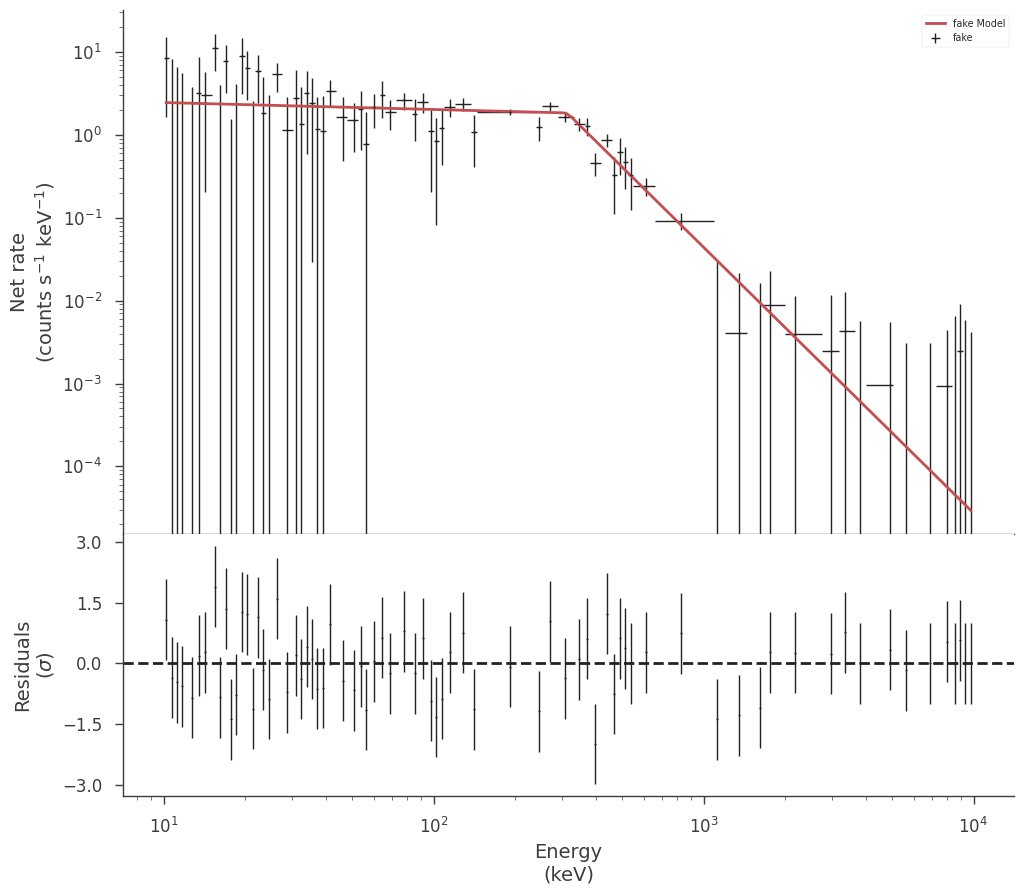 fake Model
fake
10¹
10⁰
10⁻¹
10⁻²
10⁻³
10⁻⁴
Net rate
(counts s⁻¹ keV⁻¹)
3.0
1.5
0.0
−1.5
−3.0
Residuals
(σ)
10¹ 10² 10³ 10⁴
Energy
(keV)